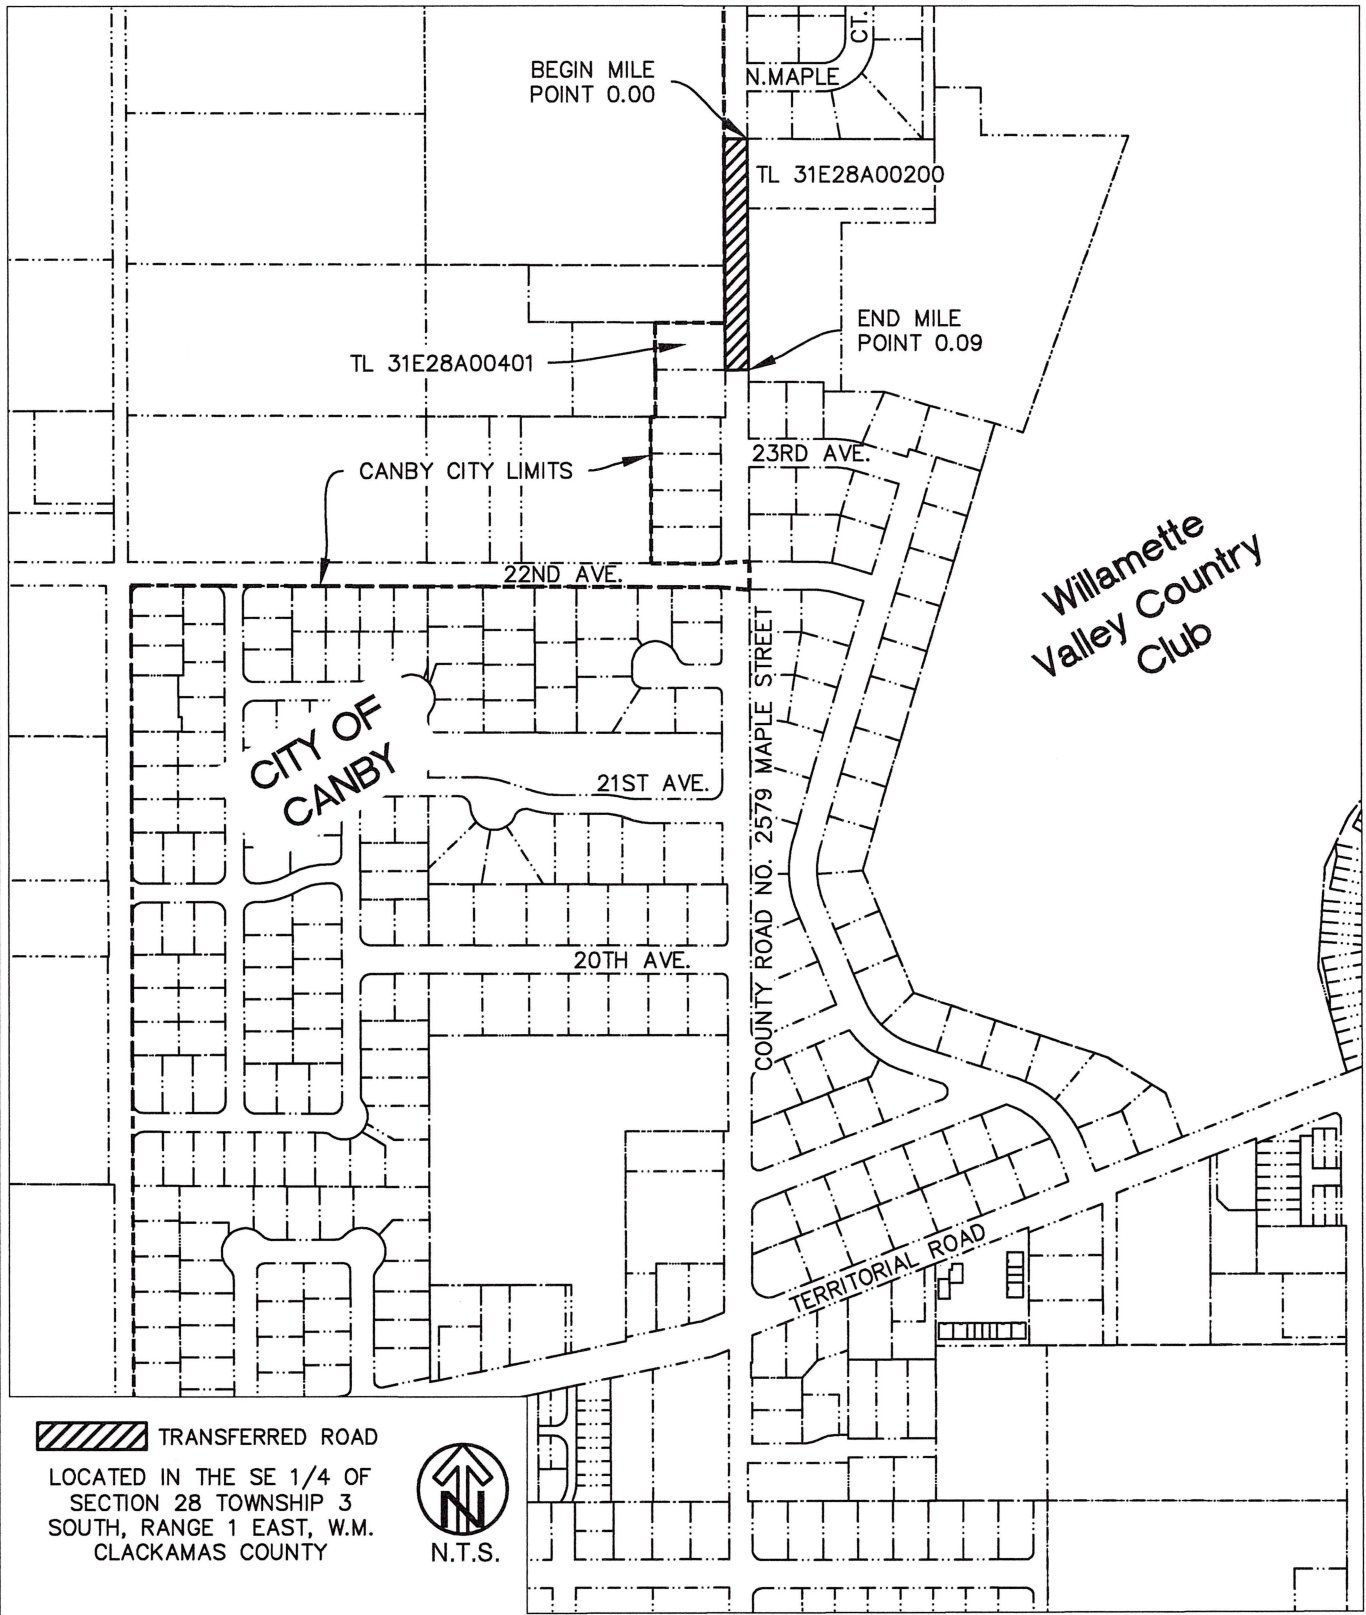 CT.
N.MAPLE
BEGIN MILE
POINT 0.00
TL 31E28A00200
END MILE
POINT 0.09
TL 31E28A00401
CANBY CITY LIMITS
23RD AVE.
22ND AVE.
Willamette
Valley Country
Club
CITY OF
CANBY
21ST AVE.
COUNTY ROAD NO. 2579 MAPLE STREET
20TH AVE.
TERRITORIAL ROAD
TRANSFERRED ROAD
LOCATED IN THE SE 1/4 OF
SECTION 28 TOWNSHIP 3
SOUTH, RANGE 1 EAST, W.M.
CLACKAMAS COUNTY
N
N.T.S.